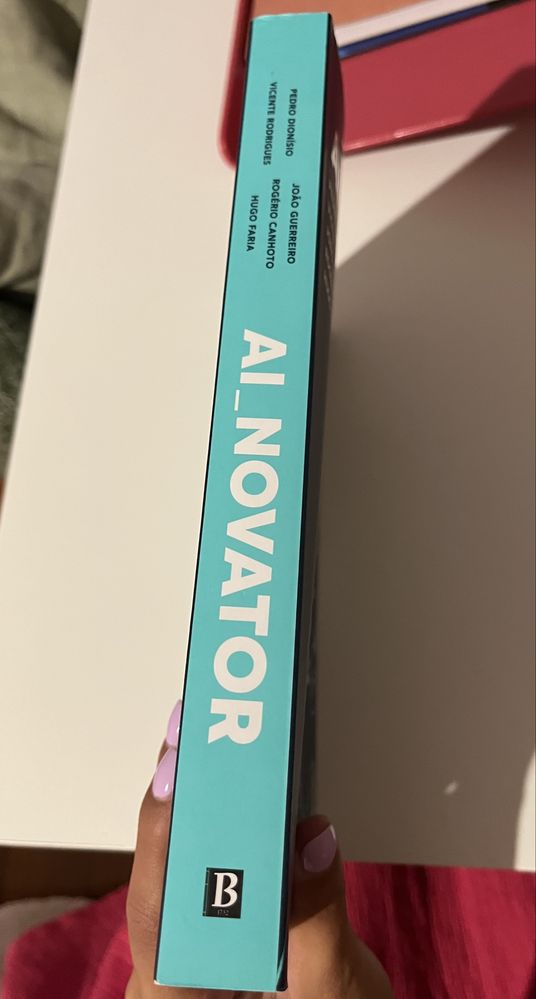 PEDRO DIONÍSIO
VICENTE RODRIGUES
JOÃO GUERREIRO
ROGÉRIO CANHOTO
HUGO FARIA
AI_NOVATOR
B